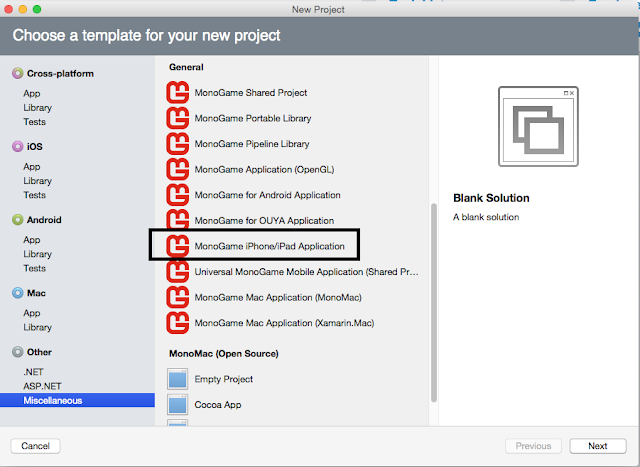 New Project
Choose a template for your new project
Cross-platform
App
Library
Tests
iOS
App
Library
Tests
Android
App
Library
Tests
Mac
App
Library
Other
.NET
ASP.NET
Miscellaneous
General
MonoGame Shared Project
MonoGame Portable Library
MonoGame Pipeline Library
MonoGame Application (OpenGL)
MonoGame for Android Application
MonoGame for OUYA Application
MonoGame iPhone/iPad Application
Universal MonoGame Mobile Application (Shared Pr...
MonoGame Mac Application (MonoMac)
MonoGame Mac Application (Xamarin.Mac)
MonoMac (Open Source)
Empty Project
Cocoa App
Blank Solution
A blank solution
Cancel
Previous
Next